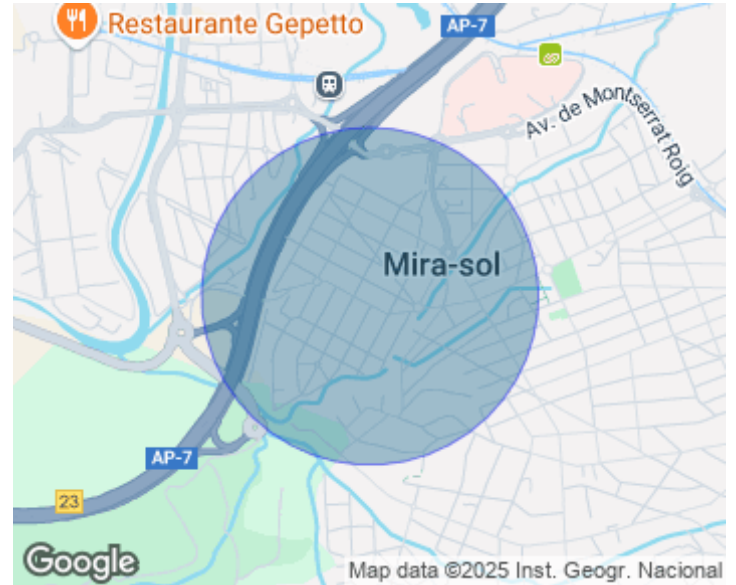 Restaurante Gepetto
AP-7
Av. de Montserrat Roig
Mira-sol
AP-7
23
Google
Map data ©2025 Inst. Geogr. Nacional